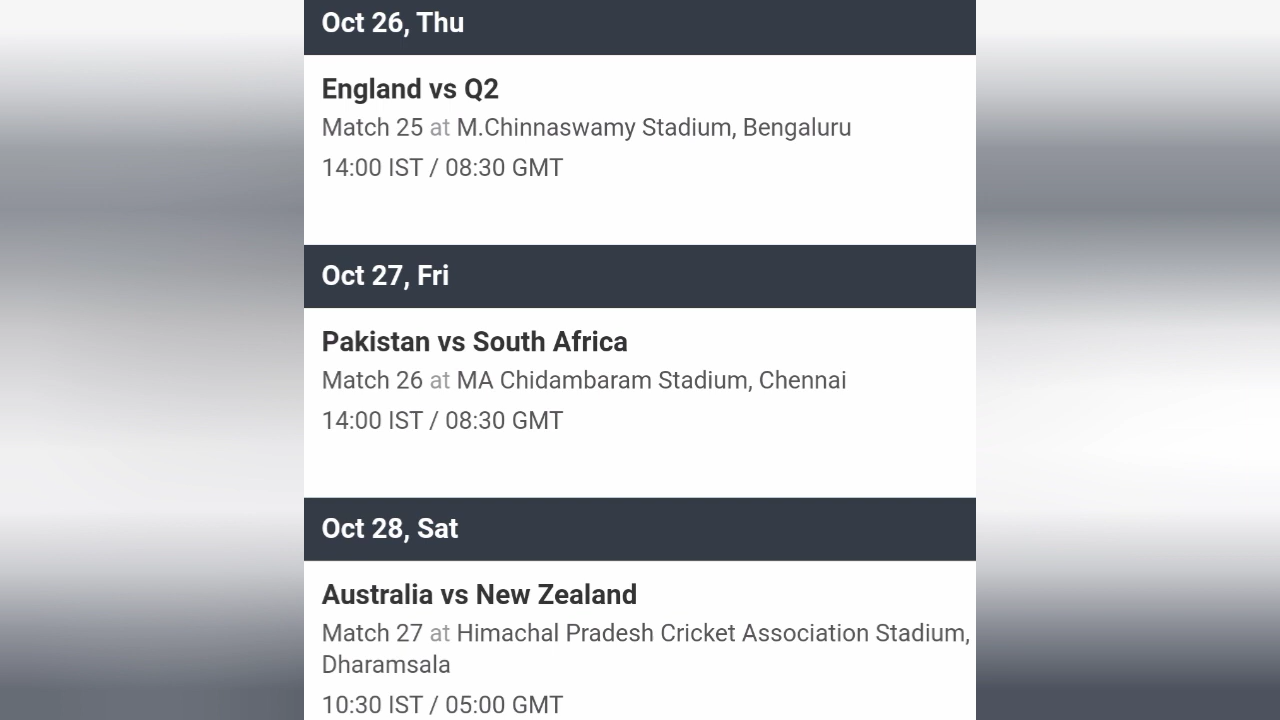 Oct 26, Thu
England vs Q2
Match 25 at M.Chinnaswamy Stadium, Bengaluru
14:00 IST / 08:30 GMT
Oct 27, Fri
Pakistan vs South Africa
Match 26 at MA Chidambaram Stadium, Chennai
14:00 IST / 08:30 GMT
Oct 28, Sat
Australia vs New Zealand
Match 27 at Himachal Pradesh Cricket Association Stadium,
Dharamsala
10:30 IST / 05:00 GMT